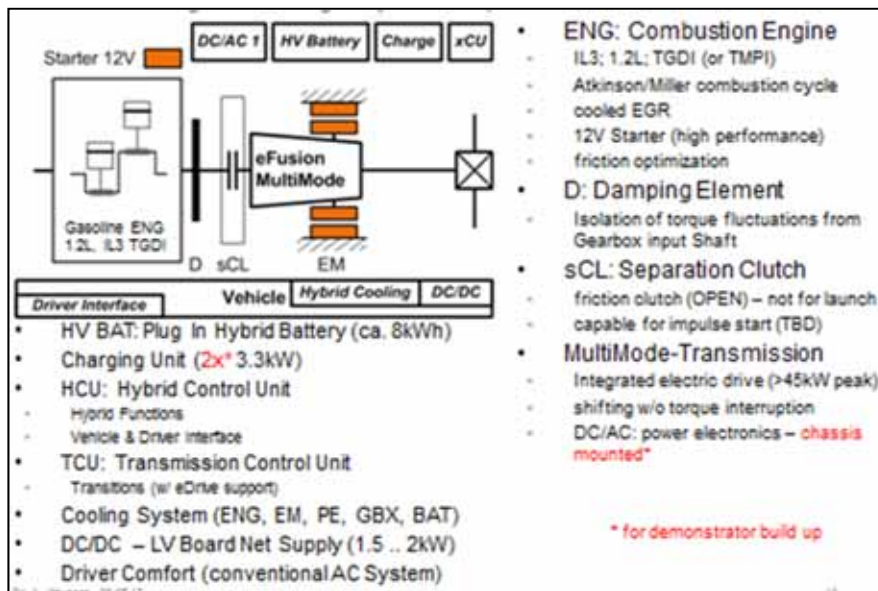 Starter 12V
DC/AC 1
HV Battery
Charge
xCU
eFusion
MultiMode
Gasoline ENG
1.2L, IL3 TGDI
D
sCL
EM
Driver Interface
Vehicle
Hybrid Cooling
DC/DC
• HV BAT: Plug In Hybrid Battery (ca. 8kWh)
• Charging Unit (2x* 3.3kW)
• HCU: Hybrid Control Unit
- Hybrid Functions
- Vehicle & Driver Interface
• TCU: Transmission Control Unit
- Transitions (w/ eDrive support)
• Cooling System (ENG, EM, PE, GBX, BAT)
• DC/DC – LV Board Net Supply (1.5 .. 2kW)
• Driver Comfort (conventional AC System)
• ENG: Combustion Engine
- IL3; 1.2L; TGDI (or TMPI)
- Atkinson/Miller combustion cycle
- cooled EGR
- 12V Starter (high performance)
- friction optimization
• D: Damping Element
- Isolation of torque fluctuations from
Gearbox input Shaft
• sCL: Separation Clutch
- friction clutch (OPEN) – not for launch
- capable for impulse start (TBD)
• MultiMode-Transmission
- Integrated electric drive (>45kW peak)
- shifting w/o torque interruption
- DC/AC: power electronics – chassis
mounted*
* for demonstrator build up